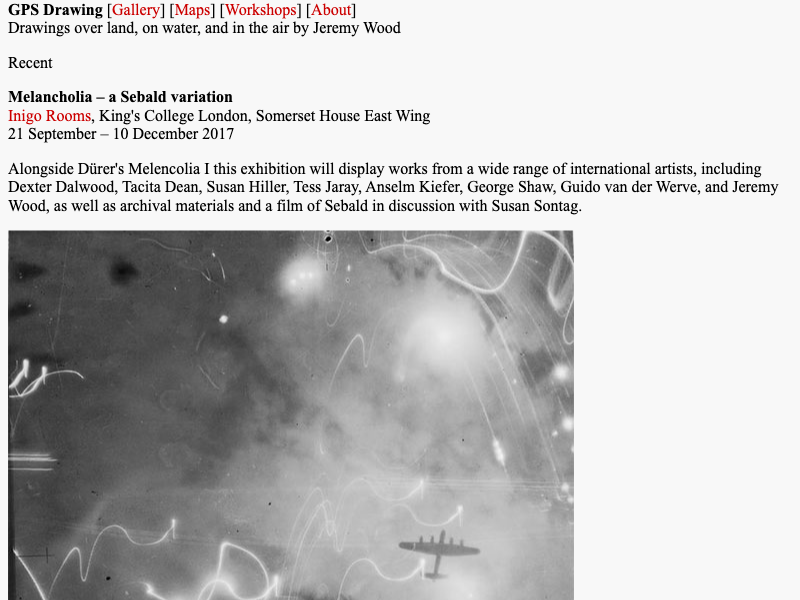 GPS Drawing [Gallery] [Maps] [Workshops] [About]
Drawings over land, on water, and in the air by Jeremy Wood
Recent
Melancholia – a Sebald variation
Inigo Rooms, King's College London, Somerset House East Wing
21 September – 10 December 2017
Alongside Dürer's Melencolia I this exhibition will display works from a wide range of international artists, including
Dexter Dalwood, Tacita Dean, Susan Hiller, Tess Jaray, Anselm Kiefer, George Shaw, Guido van der Werve, and Jeremy
Wood, as well as archival materials and a film of Sebald in discussion with Susan Sontag.